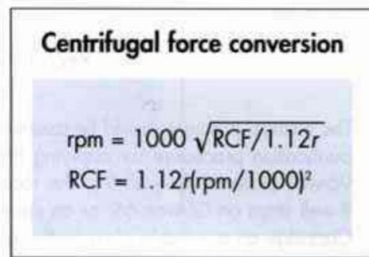 Centrifugal force conversion
rpm = 1000 √RCF/1.12r
RCF = 1.12r(rpm/1000)²